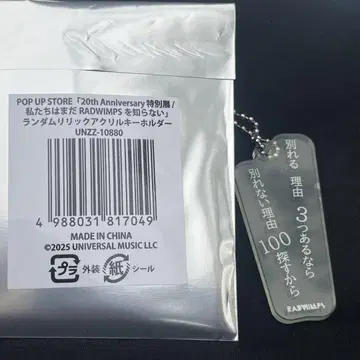 POP UP STORE「20th Anniversary 特別展/
私たちはまだ RADWIMPS を知らない」
ランダムリリックアクリルキーホルダー
UNZZ-10880
4 988031 817049
MADE IN CHINA
©2025 UNIVERSAL MUSIC LLC
プラ 外装 紙 シール
別れる 理由 3つあるなら
別れない理由 100 探すから
RADWIMPS